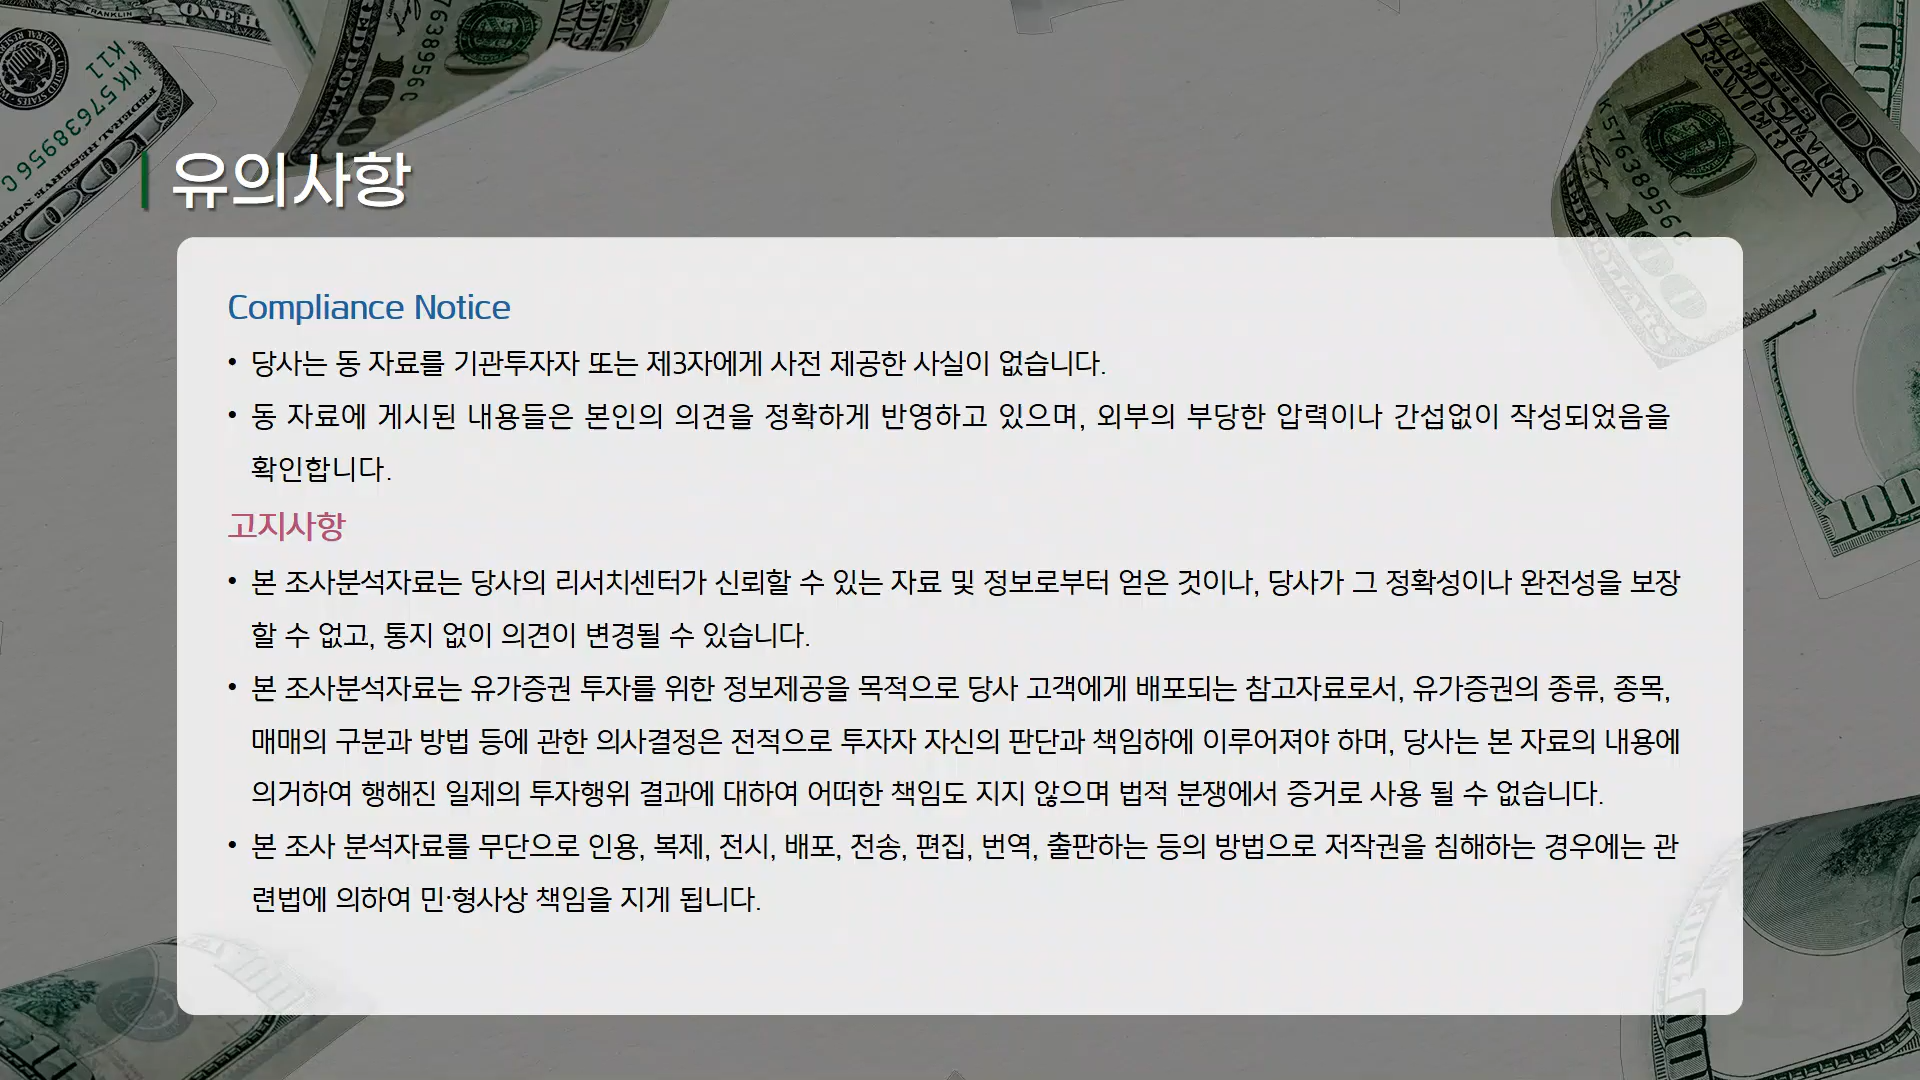 유의사항
Compliance Notice
• 당사는 동 자료를 기관투자자 또는 제3자에게 사전 제공한 사실이 없습니다.
• 동 자료에 게시된 내용들은 본인의 의견을 정확하게 반영하고 있으며, 외부의 부당한 압력이나 간섭없이 작성되었음을
확인합니다.
고지사항
• 본 조사분석자료는 당사의 리서치센터가 신뢰할 수 있는 자료 및 정보로부터 얻은 것이나, 당사가 그 정확성이나 완전성을 보장
할 수 없고, 통지 없이 의견이 변경될 수 있습니다.
• 본 조사분석자료는 유가증권 투자를 위한 정보제공을 목적으로 당사 고객에게 배포되는 참고자료로서, 유가증권의 종류, 종목,
매매의 구분과 방법 등에 관한 의사결정은 전적으로 투자자 자신의 판단과 책임하에 이루어져야 하며, 당사는 본 자료의 내용에
의거하여 행해진 일제의 투자행위 결과에 대하여 어떠한 책임도 지지 않으며 법적 분쟁에서 증거로 사용 될 수 없습니다.
• 본 조사 분석자료를 무단으로 인용, 복제, 전시, 배포, 전송, 편집, 번역, 출판하는 등의 방법으로 저작권을 침해하는 경우에는 관
련법에 의하여 민·형사상 책임을 지게 됩니다.
FRANKLIN
K11
KK57638956C
100